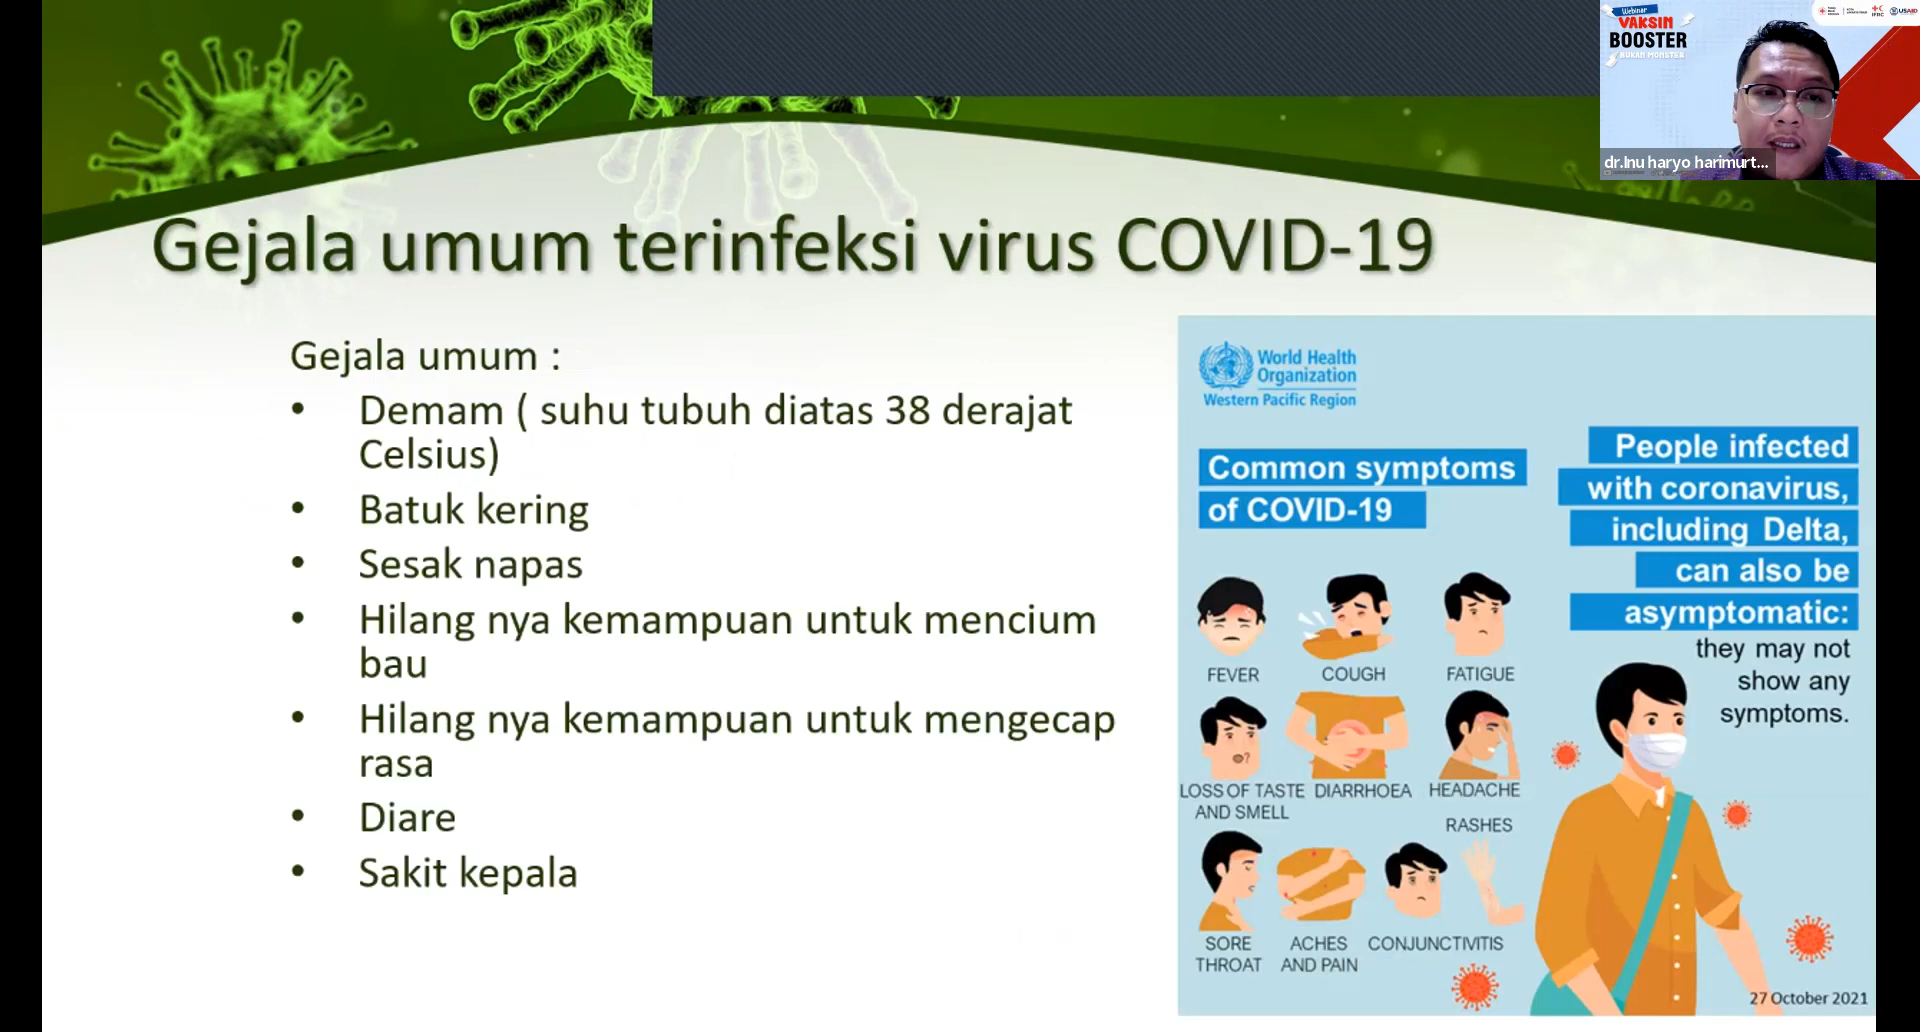 Webinar
VAKSIN
BOOSTER
BUKAN MONSTER
IFRC
USAID
dr.Inu haryo harimurt...
Gejala umum terinfeksi virus COVID-19
Gejala umum :
• Demam ( suhu tubuh diatas 38 derajat
Celsius)
• Batuk kering
• Sesak napas
• Hilang nya kemampuan untuk mencium
bau
• Hilang nya kemampuan untuk mengecap
rasa
• Diare
• Sakit kepala
World Health
Organization
Western Pacific Region
Common symptoms
of COVID-19
FEVER
COUGH
FATIGUE
LOSS OF TASTE
AND SMELL
DIARRHOEA
HEADACHE
RASHES
SORE
THROAT
ACHES
AND PAIN
CONJUNCTIVITIS
People infected
with coronavirus,
including Delta,
can also be
asymptomatic:
they may not
show any
symptoms.
27 October 2021